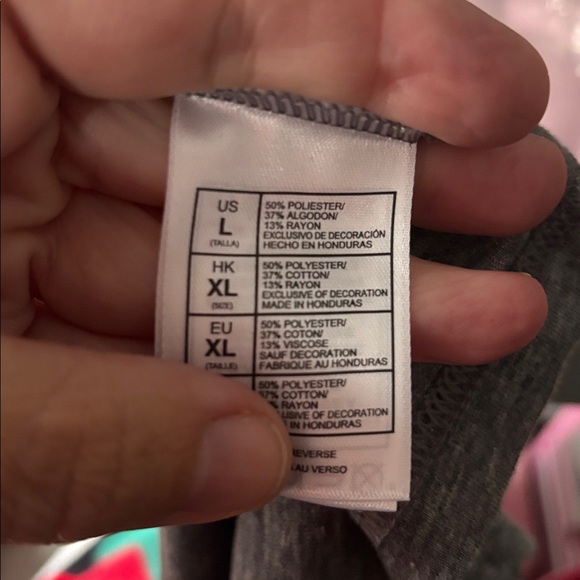 US
L
(TALLA)
50% POLIESTER/
37% ALGODON/
13% RAYON
EXCLUSIVO DE DECORACIÓN
HECHO EN HONDURAS
HK
XL
(SIZE)
50% POLYESTER/
37% COTTON/
13% RAYON
EXCLUSIVE OF DECORATION
MADE IN HONDURAS
EU
XL
(TAILLE)
50% POLYESTER/
37% COTON/
13% VISCOSE
SAUF DECORATION
FABRIQUE AU HONDURAS
50% POLYESTER/
COTTON/
RAYON
OF DECORATION
IN HONDURAS
REVERSE
AU VERSO